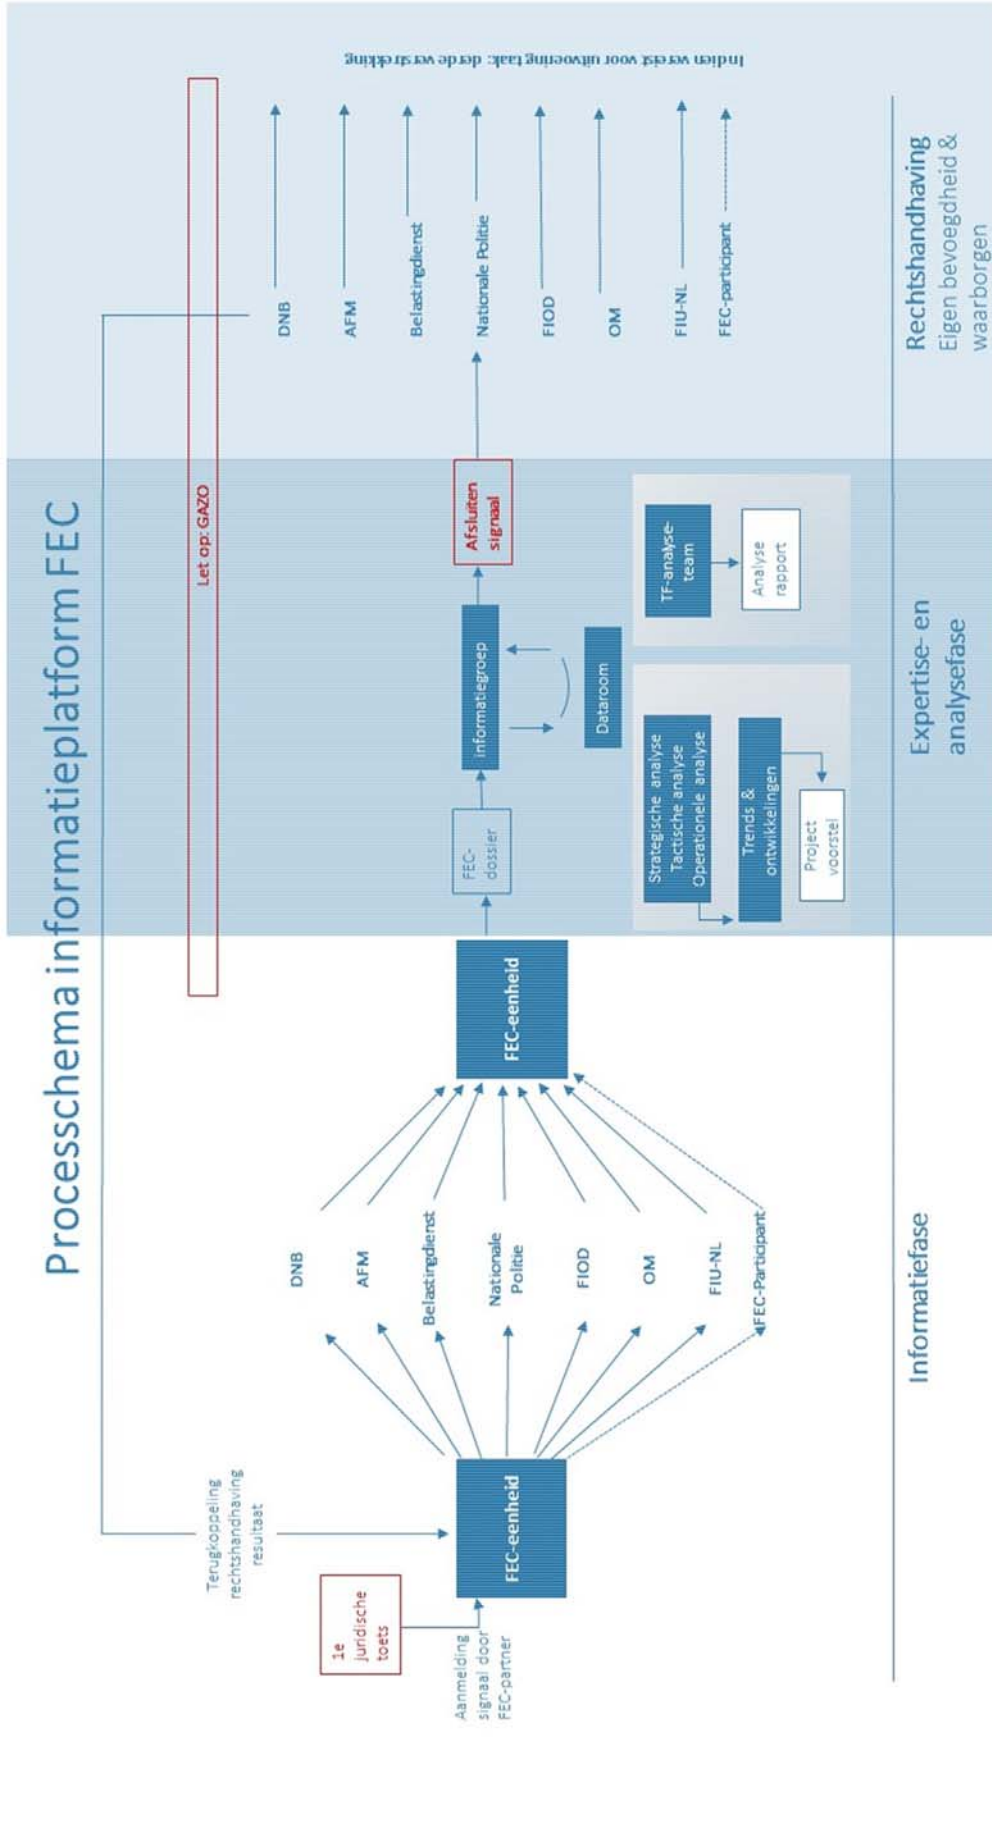 Processchema informatieplatform FEC
Let op: GAZO
Terugkoppeling
rechtshandhaving
resultaat
1e
juridische
toets
Aanmelding
signaal door
FEC-partner
FEC-eenheid
DNB
AFM
Belastingdienst
Nationale
Politie
FIOD
OM
FIU-NL
FEC-Participant
FEC-eenheid
FEC-
dossier
informatiegroep
Dataroom
Afsluiten
signaal
Strategische analyse
Tactische analyse
Operationele analyse
Trends &
ontwikkelingen
Project
voorstel
TF-analyse-
team
Analyse
rapport
DNB
AFM
Belastingdienst
Nationale Politie
FIOD
OM
FIU-NL
FEC-participant
Indien vereist voor uitvoering taak: derde verstrekking
Informatiefase
Expertise- en
analysefase
Rechtshandhaving
Eigen bevoegdheid &
waarborgen